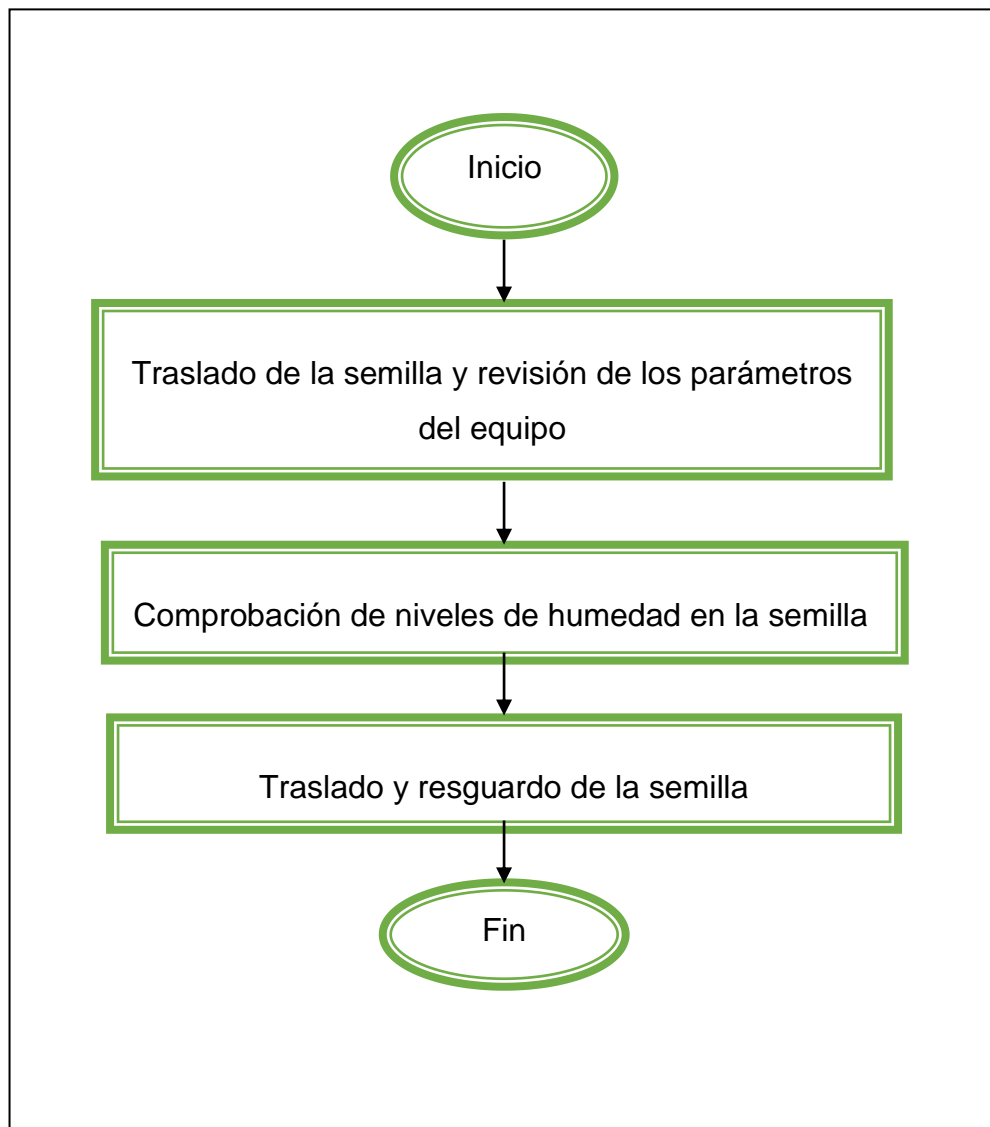 Inicio
Traslado de la semilla y revisión de los parámetros
del equipo
Comprobación de niveles de humedad en la semilla
Traslado y resguardo de la semilla
Fin